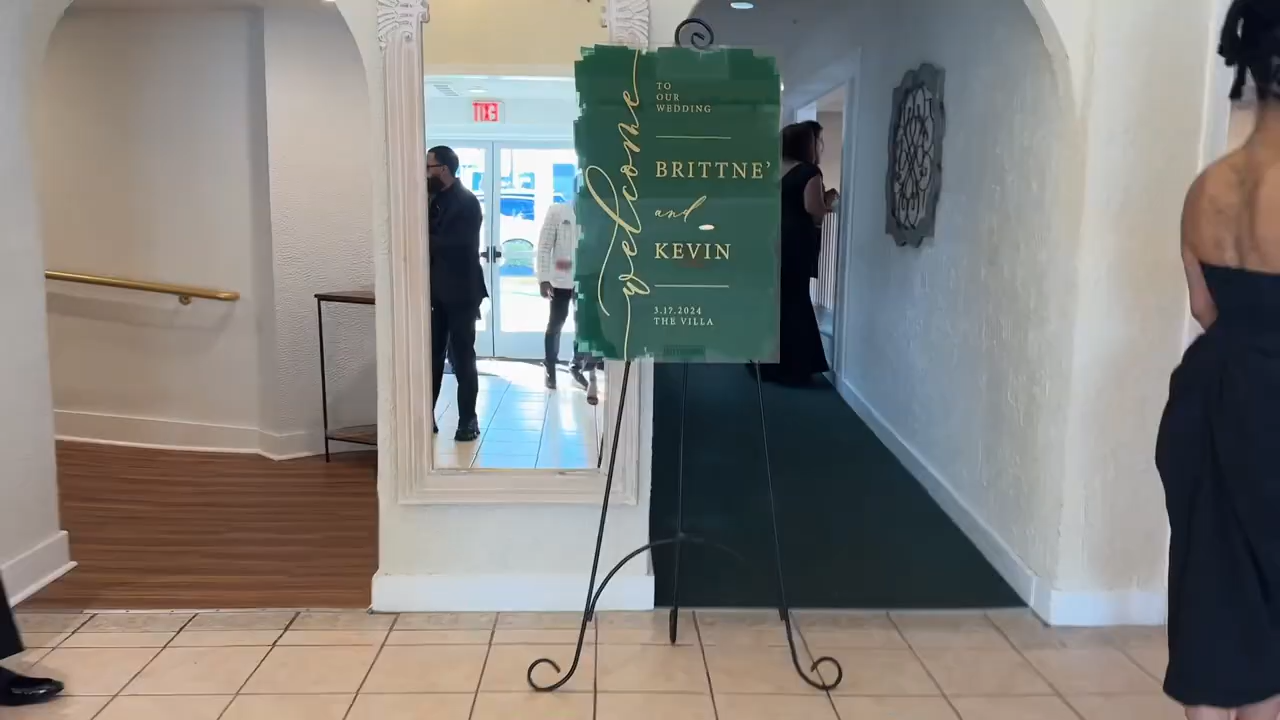 welcome
TO
OUR
WEDDING
BRITTNE'
and
KEVIN
3.17.2024
THE VILLA
EXIT